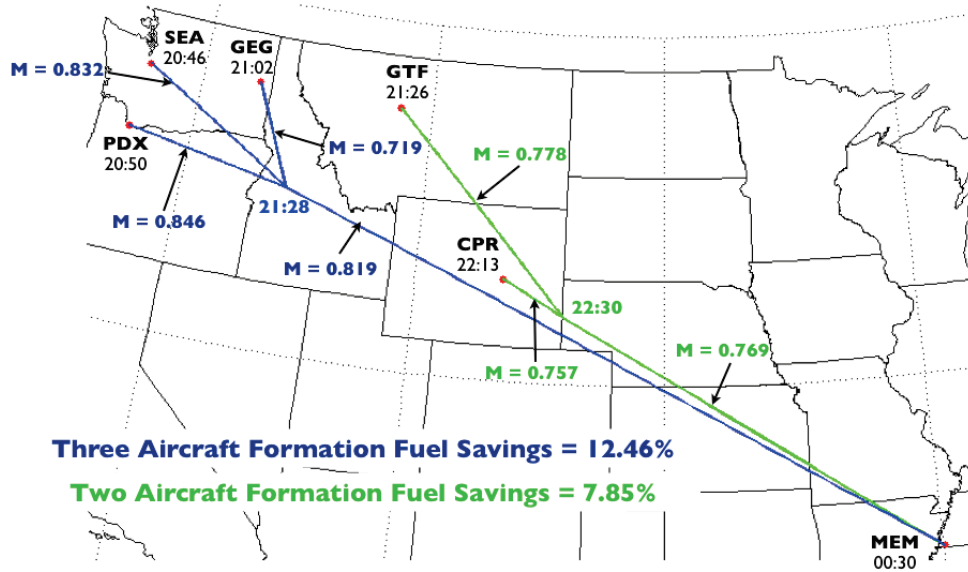 SEA
20:46
GEG
21:02
M = 0.832
GTF
21:26
PDX
20:50
M = 0.719
M = 0.778
21:28
M = 0.846
M = 0.819
CPR
22:13
22:30
M = 0.757
M = 0.769
Three Aircraft Formation Fuel Savings = 12.46%
Two Aircraft Formation Fuel Savings = 7.85%
MEM
00:30